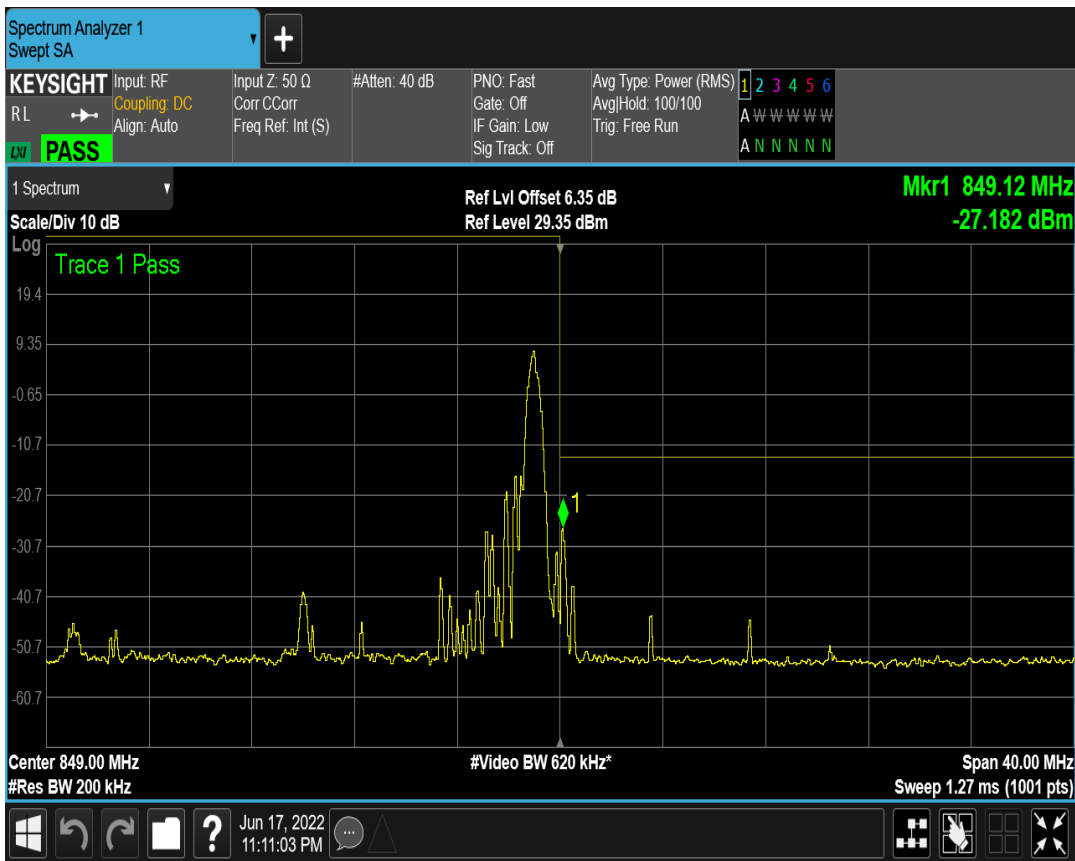 Spectrum Analyzer 1
Swept SA
+
KEYSIGHT
RL
LXI PASS
Input: RF
Coupling: DC
Align: Auto
Input Z: 50 Ω
Corr CCorr
Freq Ref: Int (S)
#Atten: 40 dB
PNO: Fast
Gate: Off
IF Gain: Low
Sig Track: Off
Avg Type: Power (RMS)
Avg|Hold: 100/100
Trig: Free Run
1 2 3 4 5 6
A W W W W W
A N N N N N
1 Spectrum
Scale/Div 10 dB
Ref Lvl Offset 6.35 dB
Ref Level 29.35 dBm
Mkr1 849.12 MHz
-27.182 dBm
Log
Trace 1 Pass
19.4
9.35
-0.65
-10.7
-20.7
1
-30.7
-40.7
-50.7
-60.7
Center 849.00 MHz
#Res BW 200 kHz
#Video BW 620 kHz*
Span 40.00 MHz
Sweep 1.27 ms (1001 pts)
?
Jun 17, 2022
11:11:03 PM